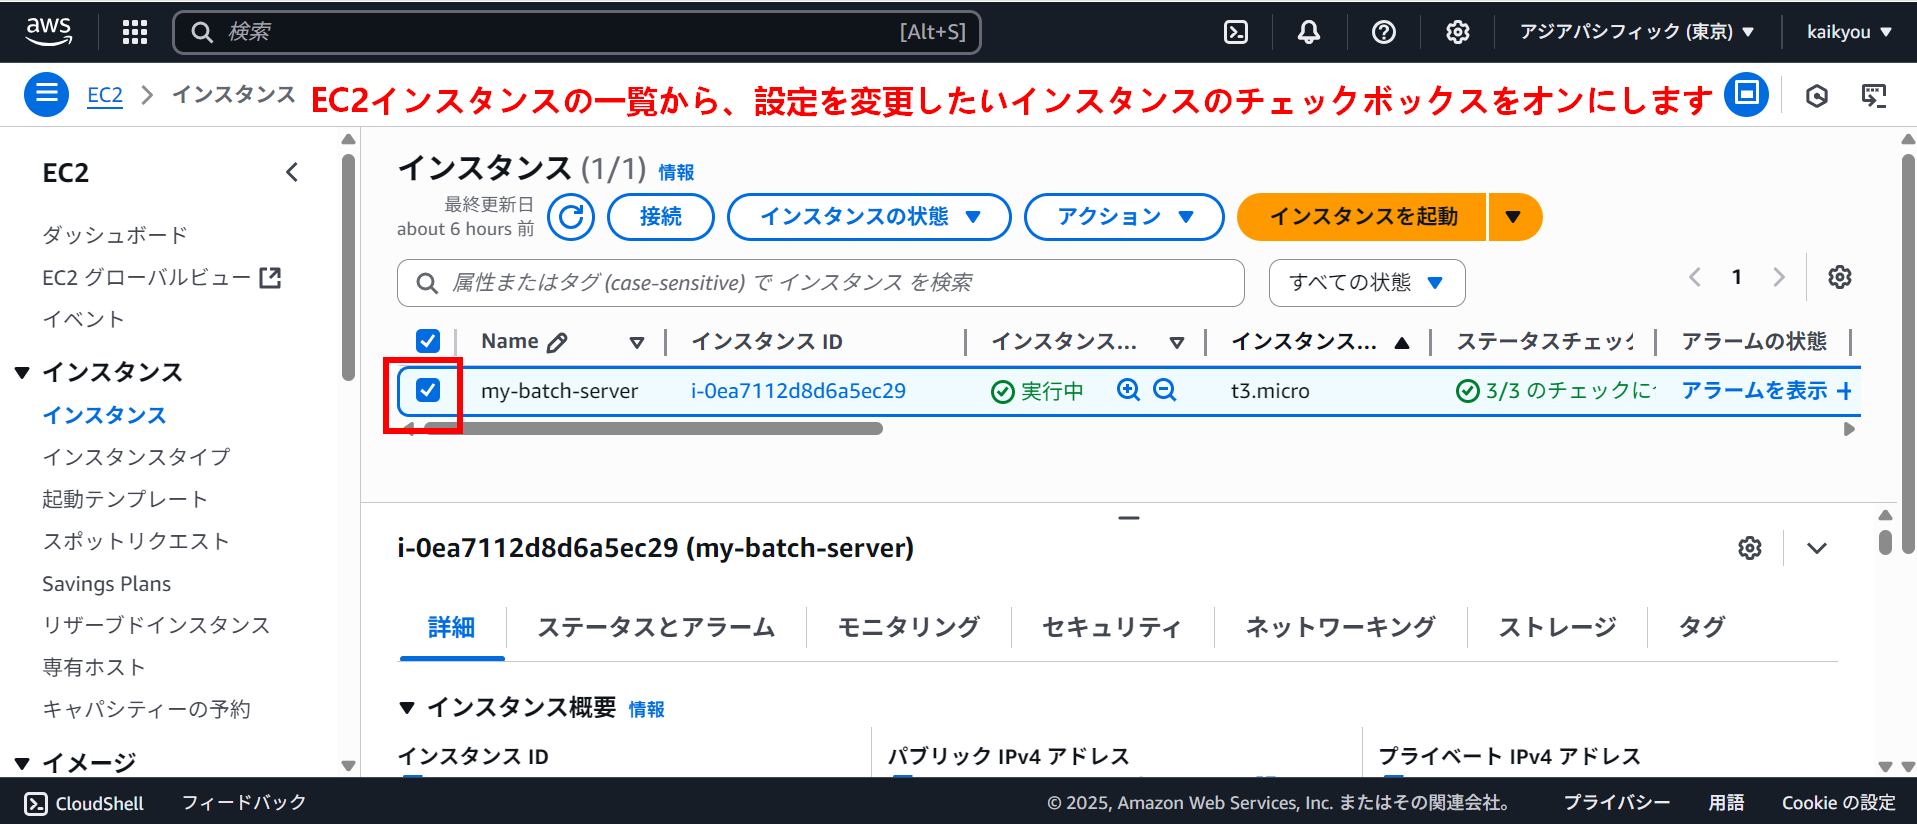 aws
検索
[Alt+S]
アジアパシフィック (東京) ▼
kaikyou ▼
EC2 > インスタンス
EC2インスタンスの一覧から、設定を変更したいインスタンスのチェックボックスをオンにします
EC2
ダッシュボード
EC2 グローバルビュー
イベント
▼ インスタンス
インスタンス
インスタンスタイプ
起動テンプレート
スポットリクエスト
Savings Plans
リザーブドインスタンス
専有ホスト
キャパシティーの予約
▼ イメージ
インスタンス (1/1) 情報
最終更新日
about 6 hours 前
接続
インスタンスの状態 ▼
アクション ▼
インスタンスを起動 ▼
属性またはタグ (case-sensitive) で インスタンス を検索
すべての状態 ▼
1
Name
インスタンス ID
インスタンス...
インスタンス... ▲
ステータスチェック
アラームの状態
my-batch-server
i-0ea7112d8d6a5ec29
実行中
t3.micro
3/3 のチェックに
アラームを表示 +
i-0ea7112d8d6a5ec29 (my-batch-server)
詳細
ステータスとアラーム
モニタリング
セキュリティ
ネットワーキング
ストレージ
タグ
▼ インスタンス概要 情報
インスタンス ID
パブリック IPv4 アドレス
プライベート IPv4 アドレス
CloudShell
フィードバック
© 2025, Amazon Web Services, Inc. またはその関連会社。
プライバシー
用語
Cookie の設定